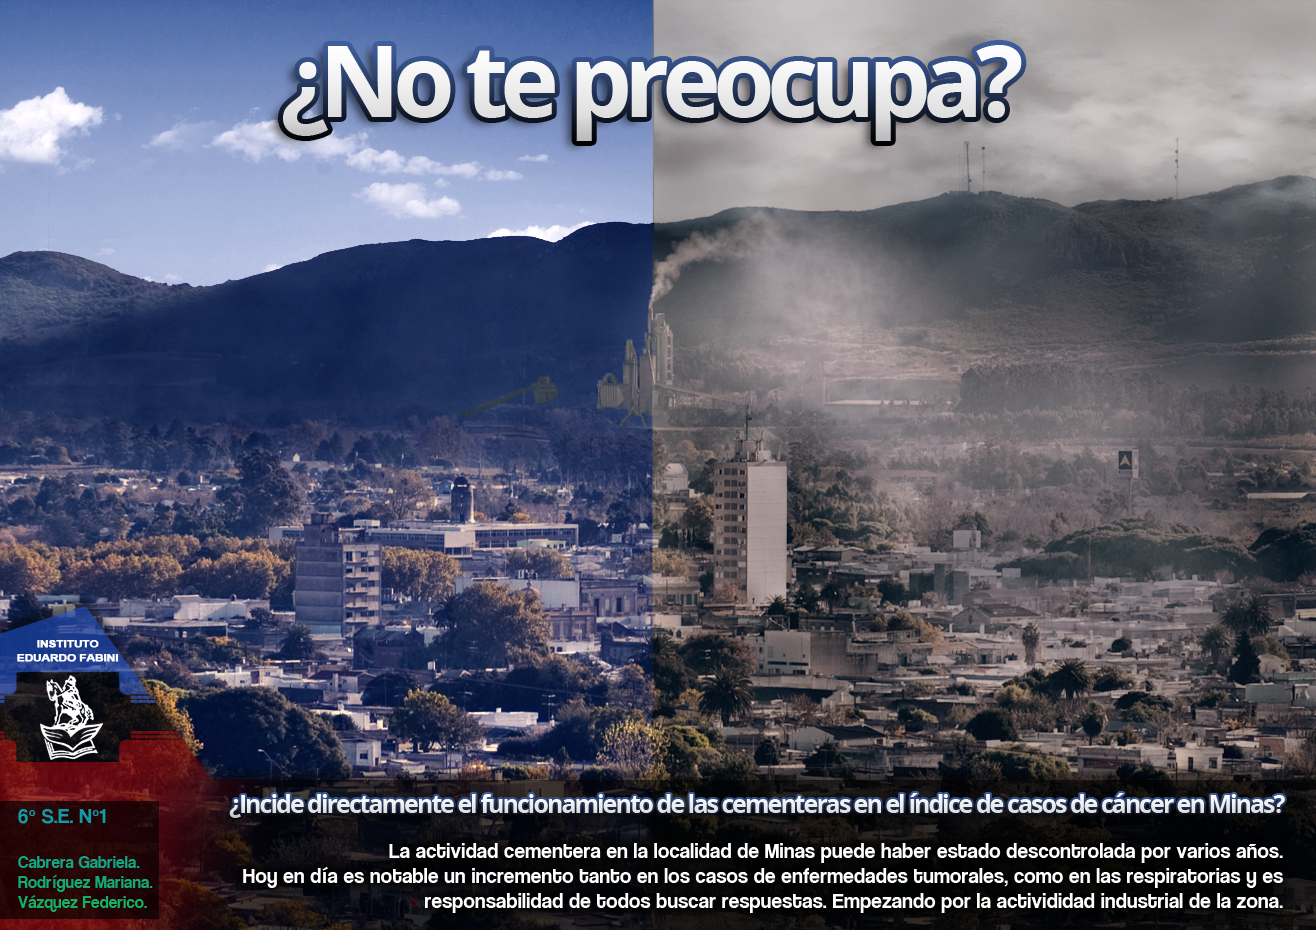 ¿No te preocupa?
INSTITUTO
EDUARDO FABINI
6º S.E. Nº1
Cabrera Gabriela.
Rodríguez Mariana.
Vázquez Federico.
¿Incide directamente el funcionamiento de las cementeras en el índice de casos de cáncer en Minas?
La actividad cementera en la localidad de Minas puede haber estado descontrolada por varios años.
Hoy en día es notable un incremento tanto en los casos de enfermedades tumorales, como en las respiratorias y es
responsabilidad de todos buscar respuestas. Empezando por la activididad industrial de la zona.